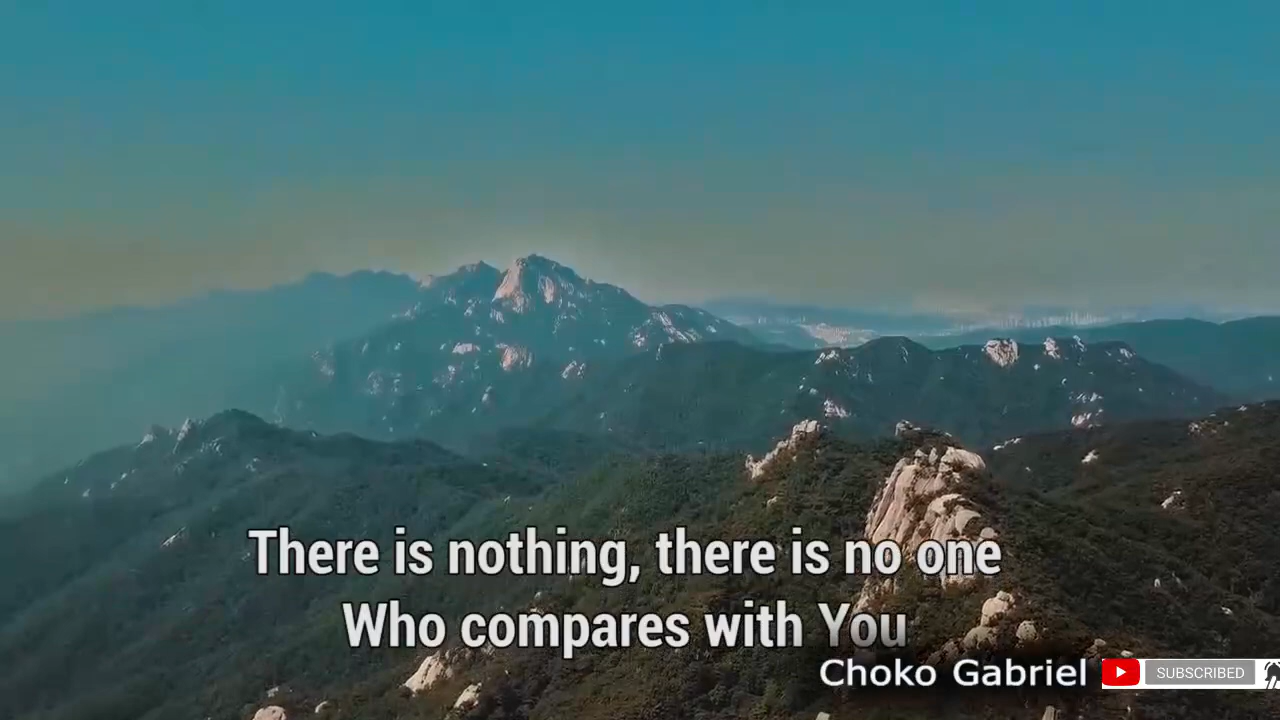 There is nothing, there is no one
Who compares with You
Choko Gabriel
SUBSCRIBED